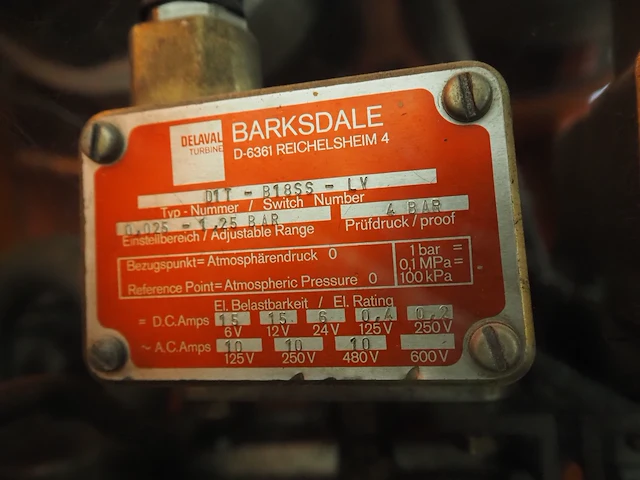 DELAVAL
TURBINE
BARKSDALE
D-6361 REICHELSHEIM 4
D1T - B18SS - LV
Typ - Nummer / Switch Number
0.025 - 1.25 BAR
4 BAR
Einstellbereich / Adjustable Range
Prüfdruck / proof
Bezugspunkt = Atmosphärendruck 0
Reference Point = Atmospheric Pressure 0
1 bar =
0,1 MPa =
100 kPa
El. Belastbarkeit / El. Rating
= D.C. Amps 15 15 6 0,4 0,2
6V 12V 24V 125V 250V
~ A.C. Amps 10 10 10
125V 250V 480V 600V